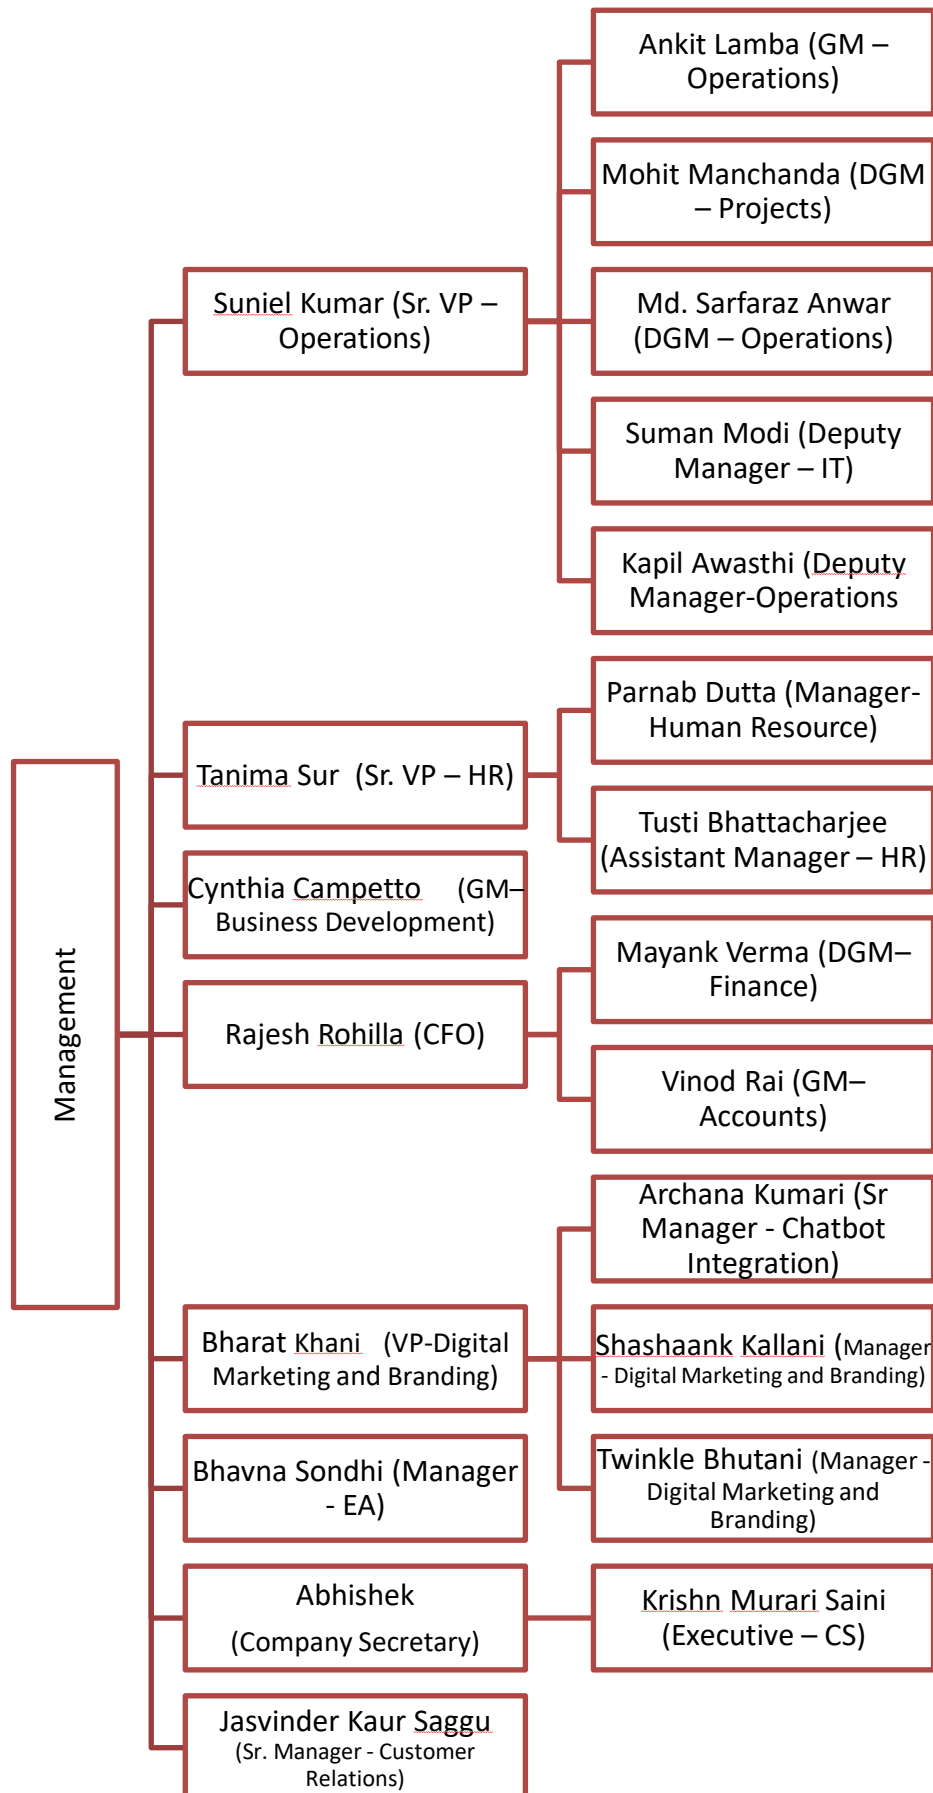 Management
Suniel Kumar (Sr. VP –
Operations)
Ankit Lamba (GM –
Operations)
Mohit Manchanda (DGM
– Projects)
Md. Sarfaraz Anwar
(DGM – Operations)
Suman Modi (Deputy
Manager – IT)
Kapil Awasthi (Deputy
Manager-Operations
Tanima Sur (Sr. VP – HR)
Parnab Dutta (Manager-
Human Resource)
Tusti Bhattacharjee
(Assistant Manager – HR)
Cynthia Campetto (GM–
Business Development)
Rajesh Rohilla (CFO)
Mayank Verma (DGM–
Finance)
Vinod Rai (GM–
Accounts)
Bharat Khani (VP-Digital
Marketing and Branding)
Archana Kumari (Sr
Manager - Chatbot
Integration)
Shashaank Kallani (Manager
- Digital Marketing and Branding)
Twinkle Bhutani (Manager -
Digital Marketing and
Branding)
Bhavna Sondhi (Manager
- EA)
Abhishek
(Company Secretary)
Krishn Murari Saini
(Executive – CS)
Jasvinder Kaur Saggu
(Sr. Manager - Customer
Relations)